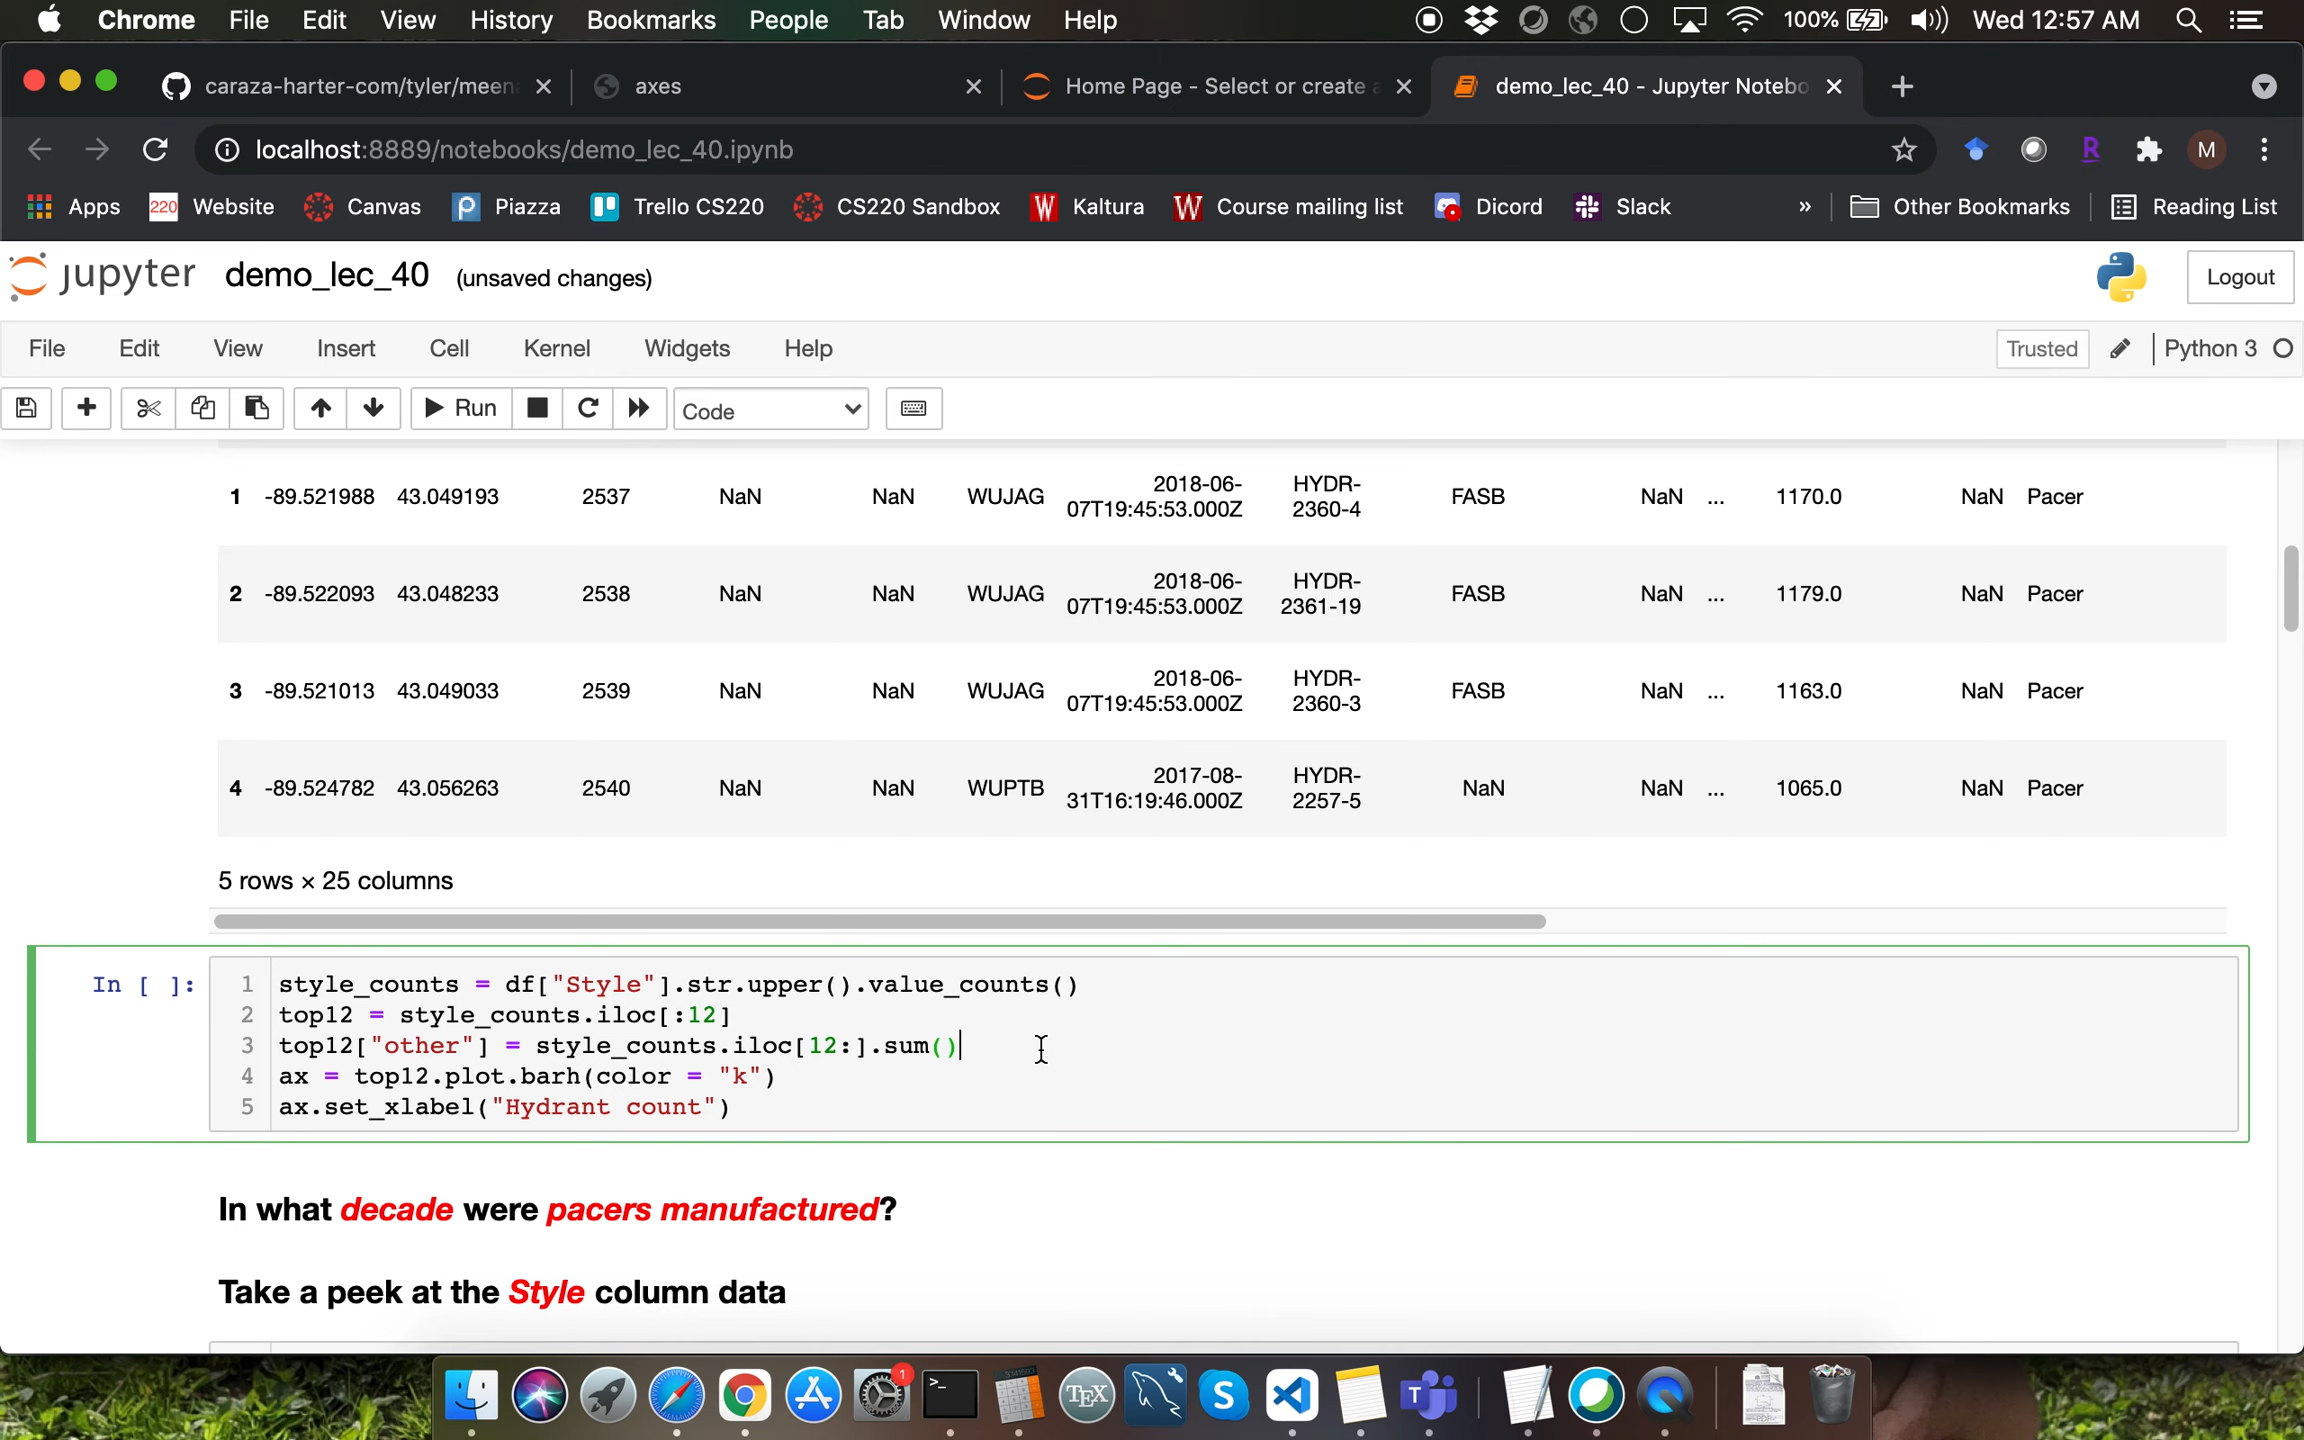 Chrome File Edit View History Bookmarks People Tab Window Help 100% Wed 12:57 AM
caraza-harter-com/tyler/meen axes Home Page - Select or create a demo_lec_40 - Jupyter Notebo
localhost:8889/notebooks/demo_lec_40.ipynb M
Apps 220 Website Canvas Piazza Trello CS220 CS220 Sandbox Kaltura Course mailing list Dicord Slack » Other Bookmarks Reading List
jupyter demo_lec_40 (unsaved changes) Logout
File Edit View Insert Cell Kernel Widgets Help Trusted Python 3
Run Code
1 -89.521988 43.049193 2537 NaN NaN WUJAG 2018-06-07T19:45:53.000Z HYDR-2360-4 FASB NaN ... 1170.0 NaN Pacer
2 -89.522093 43.048233 2538 NaN NaN WUJAG 2018-06-07T19:45:53.000Z HYDR-2361-19 FASB NaN ... 1179.0 NaN Pacer
3 -89.521013 43.049033 2539 NaN NaN WUJAG 2018-06-07T19:45:53.000Z HYDR-2360-3 FASB NaN ... 1163.0 NaN Pacer
4 -89.524782 43.056263 2540 NaN NaN WUPTB 2017-08-31T16:19:46.000Z HYDR-2257-5 NaN NaN ... 1065.0 NaN Pacer
5 rows × 25 columns
In [ ]: 1 style_counts = df["Style"].str.upper().value_counts()
2 top12 = style_counts.iloc[:12]
3 top12["other"] = style_counts.iloc[12:].sum()
4 ax = top12.plot.barh(color = "k")
5 ax.set_xlabel("Hydrant count")
In what decade were pacers manufactured?
Take a peek at the Style column data
1